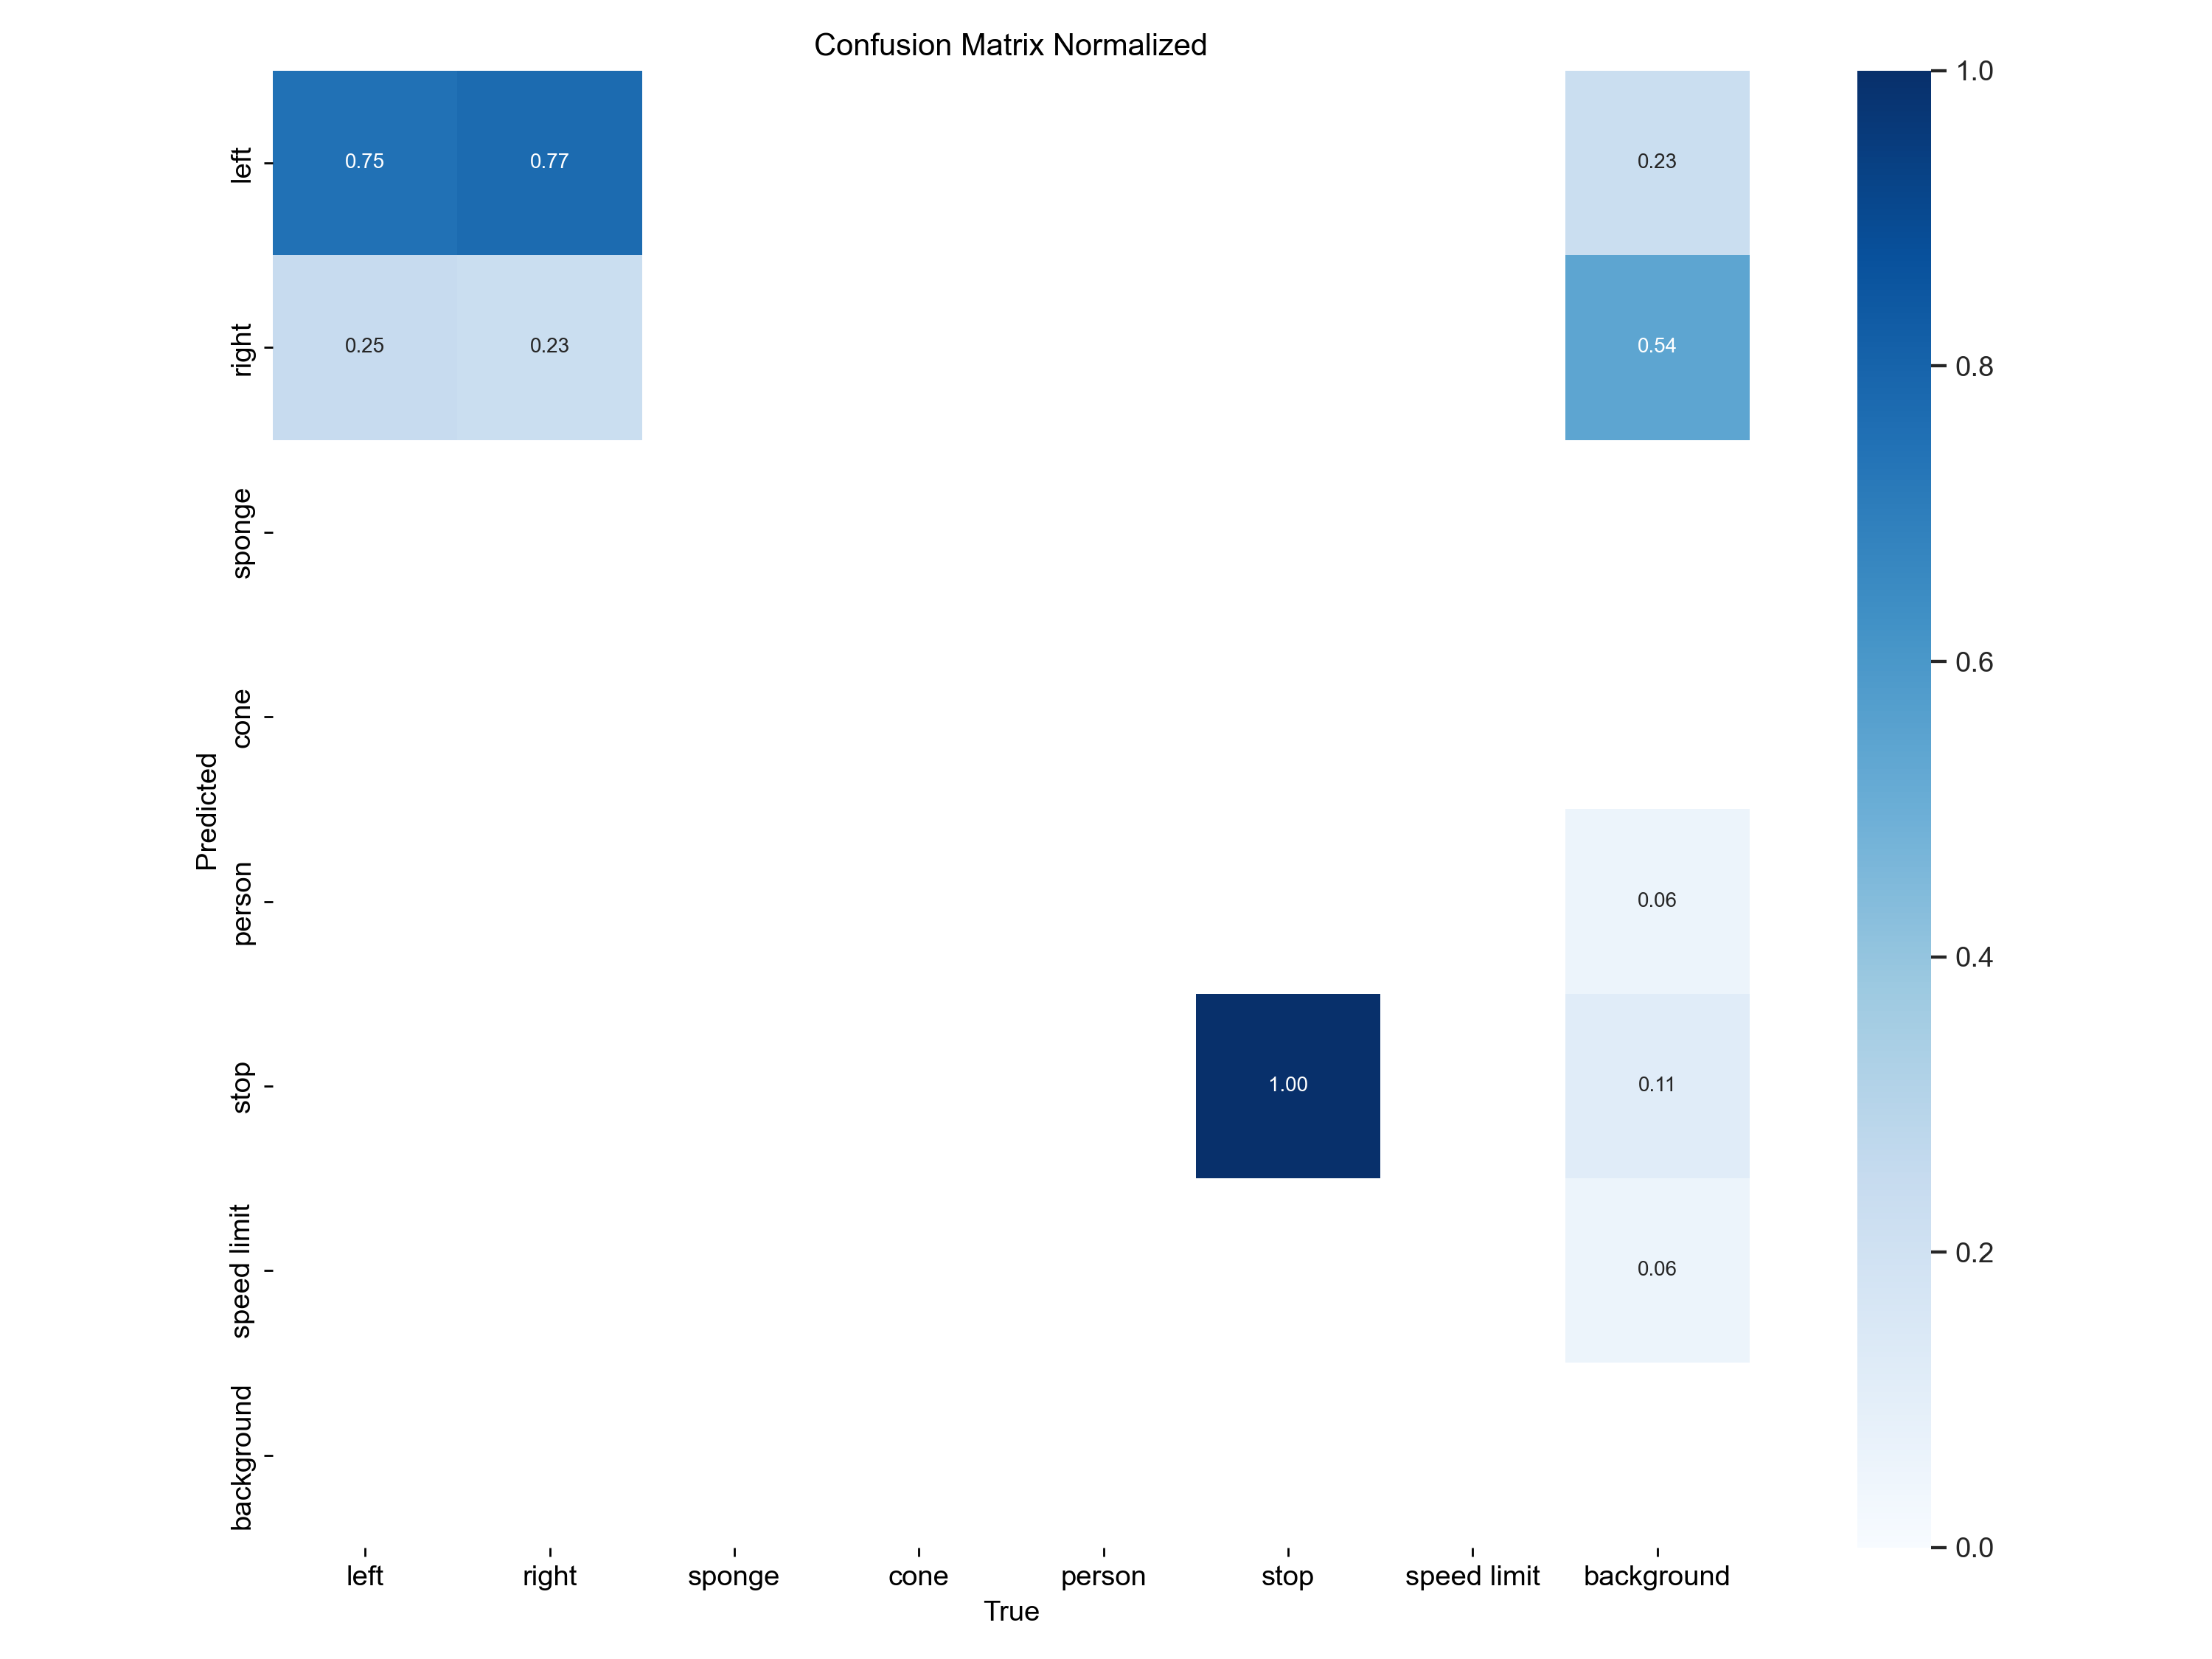 Confusion Matrix Normalized
left
0.75
0.77
0.23
right
0.25
0.23
0.54
sponge
cone
person
0.06
stop
1.00
0.11
speed limit
0.06
background
Predicted
left
right
sponge
cone
person
stop
speed limit
background
True
1.0
0.8
0.6
0.4
0.2
0.0